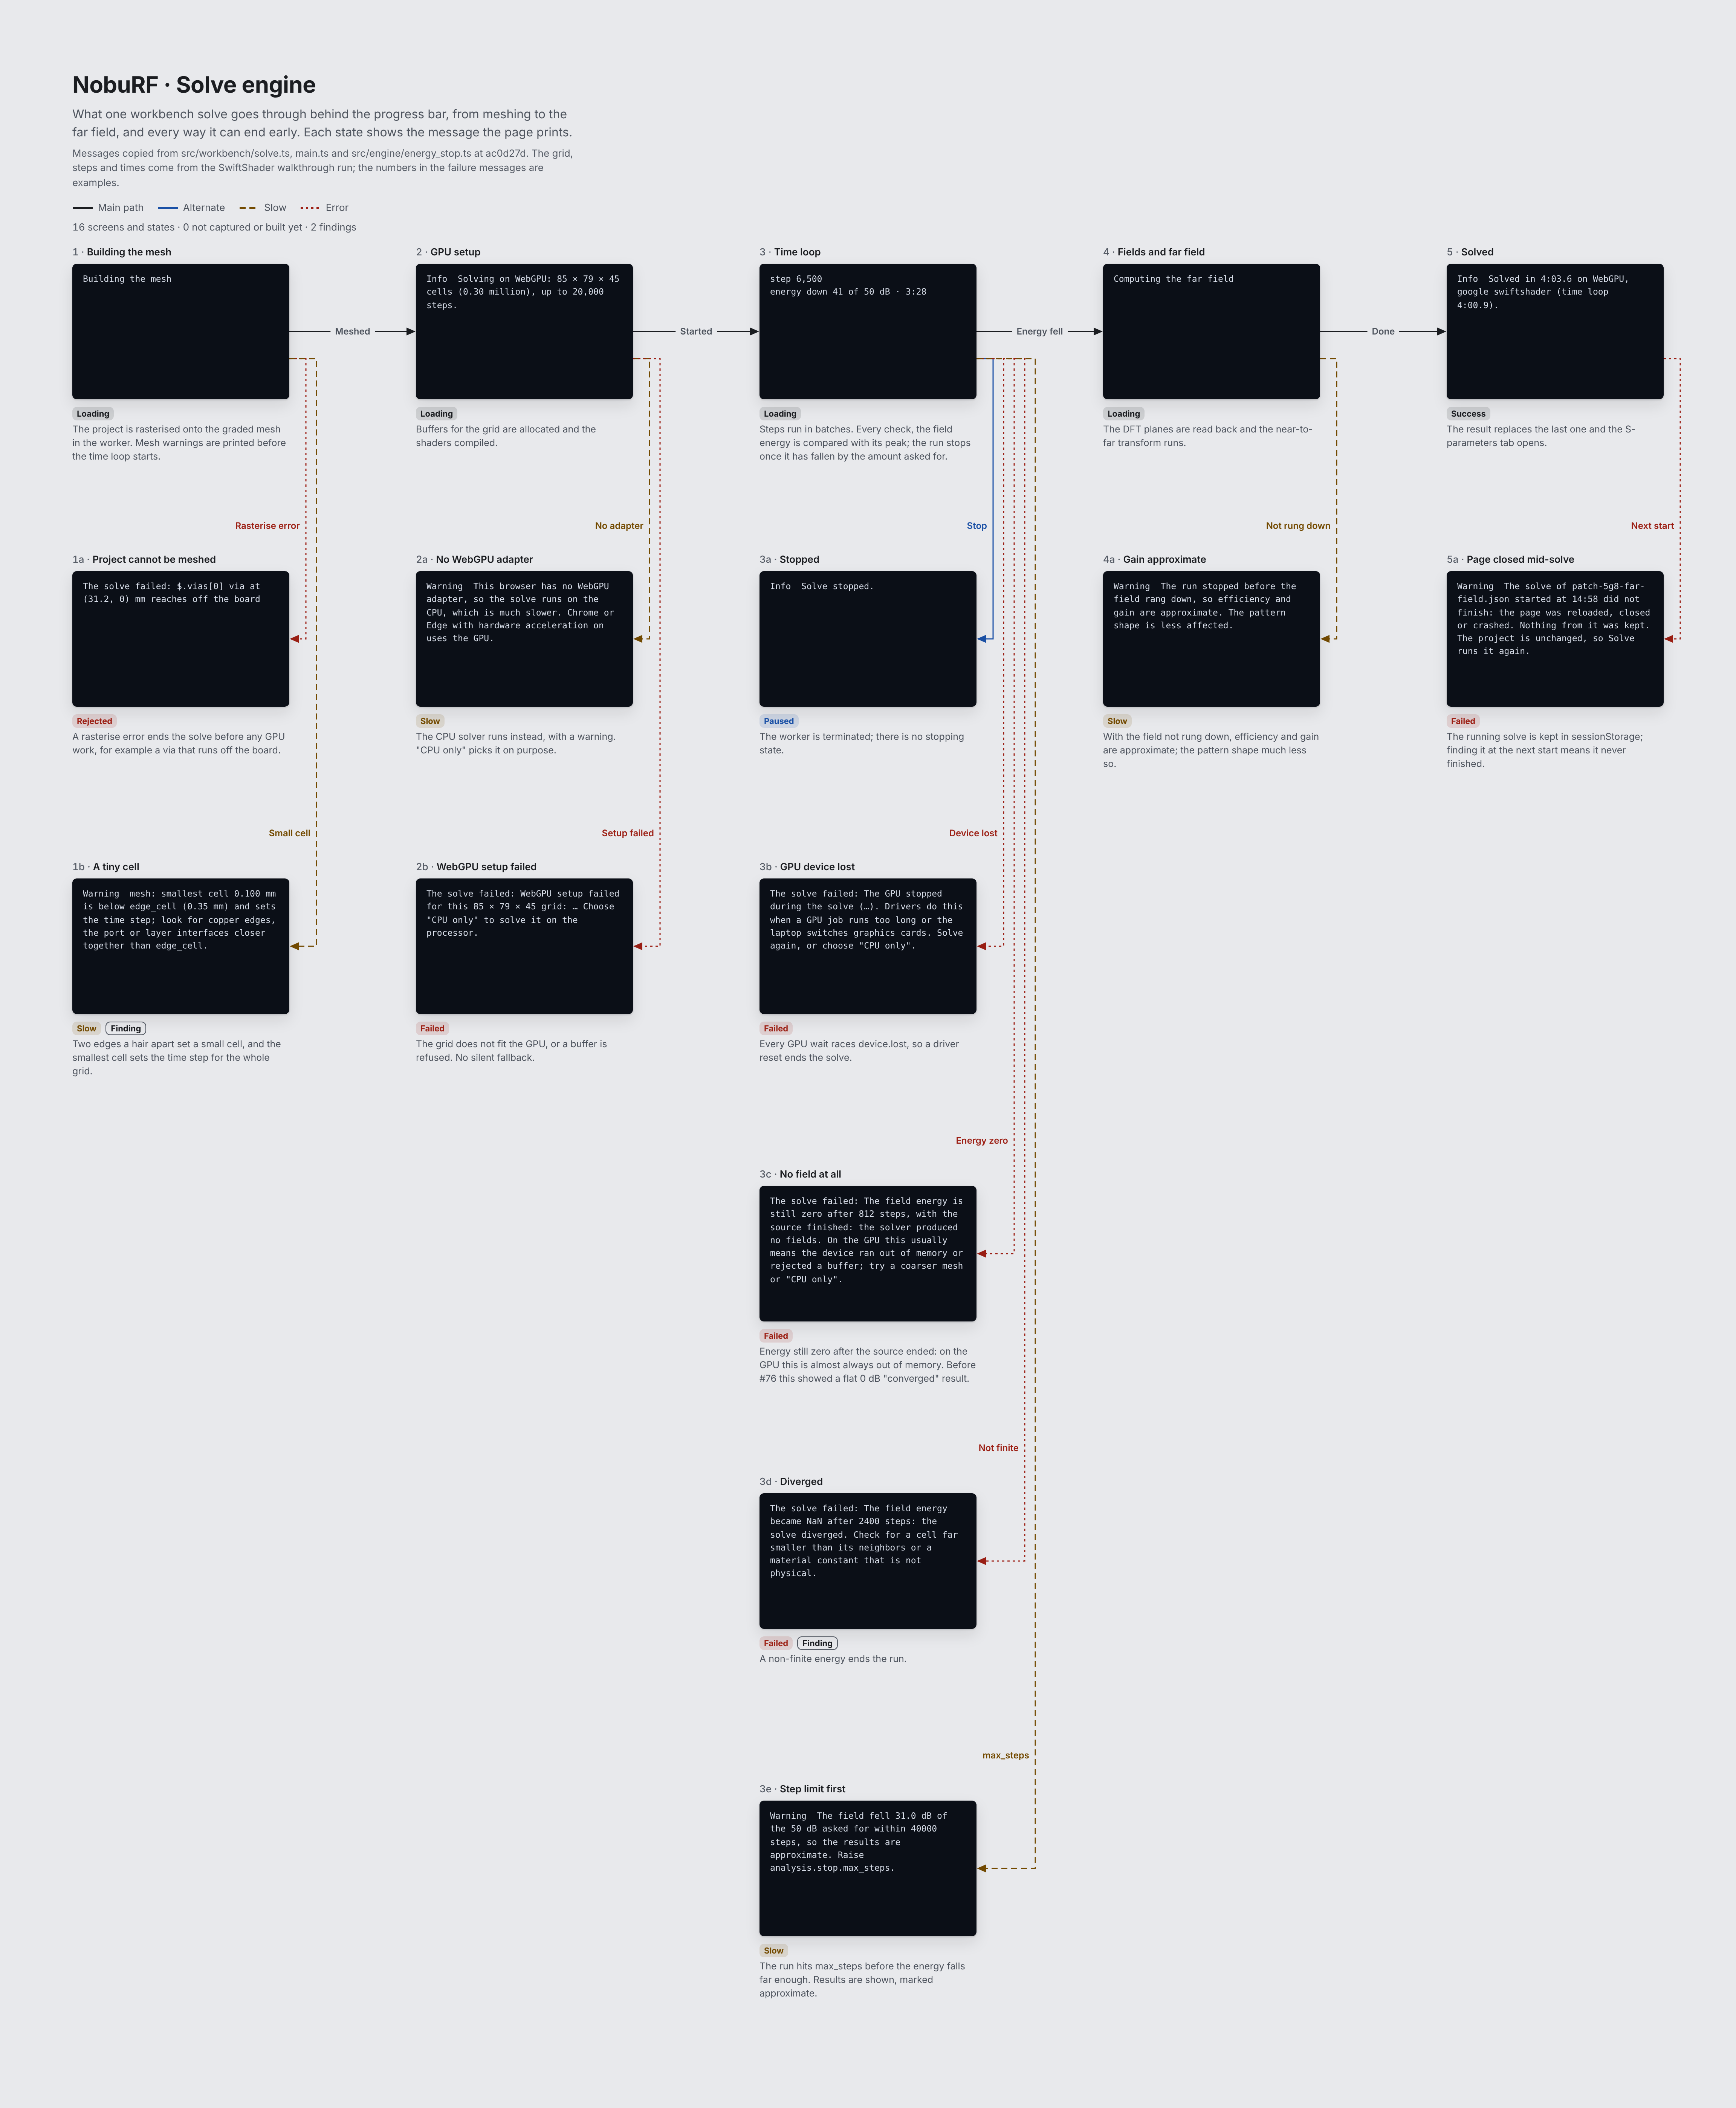 NobuRF · Solve engine
What one workbench solve goes through behind the progress bar, from meshing to the
far field, and every way it can end early. Each state shows the message the page prints.
Messages copied from src/workbench/solve.ts, main.ts and src/engine/energy_stop.ts at ac0d27d. The grid,
steps and times come from the SwiftShader walkthrough run; the numbers in the failure messages are
examples.
Main path Alternate Slow Error
16 screens and states · 0 not captured or built yet · 2 findings
1 · Building the mesh
Building the mesh
Meshed
Loading
The project is rasterised onto the graded mesh
in the worker. Mesh warnings are printed before
the time loop starts.
2 · GPU setup
Info  Solving on WebGPU: 85 × 79 × 45
cells (0.30 million), up to 20,000
steps.
Started
Loading
Buffers for the grid are allocated and the
shaders compiled.
3 · Time loop
step 6,500
energy down 41 of 50 dB · 3:28
Energy fell
Loading
Steps run in batches. Every check, the field
energy is compared with its peak; the run stops
once it has fallen by the amount asked for.
4 · Fields and far field
Computing the far field
Done
Loading
The DFT planes are read back and the near-to-
far transform runs.
5 · Solved
Info  Solved in 4:03.6 on WebGPU,
google swiftshader (time loop
4:00.9).
Success
The result replaces the last one and the S-
parameters tab opens.
Rasterise error
1a · Project cannot be meshed
The solve failed: $.vias[0] via at
(31.2, 0) mm reaches off the board
Rejected
A rasterise error ends the solve before any GPU
work, for example a via that runs off the board.
No adapter
2a · No WebGPU adapter
Warning  This browser has no WebGPU
adapter, so the solve runs on the
CPU, which is much slower. Chrome or
Edge with hardware acceleration on
uses the GPU.
Slow
The CPU solver runs instead, with a warning.
"CPU only" picks it on purpose.
Stop
3a · Stopped
Info  Solve stopped.
Paused
The worker is terminated; there is no stopping
state.
Not rung down
4a · Gain approximate
Warning  The run stopped before the
field rang down, so efficiency and
gain are approximate. The pattern
shape is less affected.
Slow
With the field not rung down, efficiency and gain
are approximate; the pattern shape much less
so.
Next start
5a · Page closed mid-solve
Warning  The solve of patch-5g8-far-
field.json started at 14:58 did not
finish: the page was reloaded, closed
or crashed. Nothing from it was kept.
The project is unchanged, so Solve
runs it again.
Failed
The running solve is kept in sessionStorage;
finding it at the next start means it never
finished.
Small cell
1b · A tiny cell
Warning  mesh: smallest cell 0.100 mm
is below edge_cell (0.35 mm) and sets
the time step; look for copper edges,
the port or layer interfaces closer
together than edge_cell.
Slow Finding
Two edges a hair apart set a small cell, and the
smallest cell sets the time step for the whole
grid.
Setup failed
2b · WebGPU setup failed
The solve failed: WebGPU setup failed
for this 85 × 79 × 45 grid: … Choose
"CPU only" to solve it on the
processor.
Failed
The grid does not fit the GPU, or a buffer is
refused. No silent fallback.
Device lost
3b · GPU device lost
The solve failed: The GPU stopped
during the solve (…). Drivers do this
when a GPU job runs too long or the
laptop switches graphics cards. Solve
again, or choose "CPU only".
Failed
Every GPU wait races device.lost, so a driver
reset ends the solve.
Energy zero
3c · No field at all
The solve failed: The field energy is
still zero after 812 steps, with the
source finished: the solver produced
no fields. On the GPU this usually
means the device ran out of memory or
rejected a buffer; try a coarser mesh
or "CPU only".
Failed
Energy still zero after the source ended: on the
GPU this is almost always out of memory. Before
#76 this showed a flat 0 dB "converged" result.
Not finite
3d · Diverged
The solve failed: The field energy
became NaN after 2400 steps: the
solve diverged. Check for a cell far
smaller than its neighbors or a
material constant that is not
physical.
Failed Finding
A non-finite energy ends the run.
max_steps
3e · Step limit first
Warning  The field fell 31.0 dB of
the 50 dB asked for within 40000
steps, so the results are
approximate. Raise
analysis.stop.max_steps.
Slow
The run hits max_steps before the energy falls
far enough. Results are shown, marked
approximate.